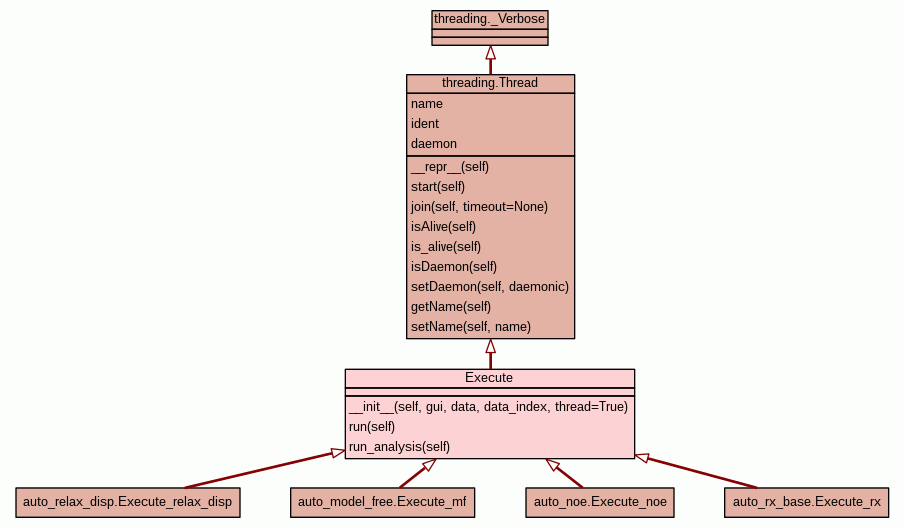 threading._Verbose
threading.Thread
name
ident
daemon
__repr__(self)
start(self)
join(self, timeout=None)
isAlive(self)
is_alive(self)
isDaemon(self)
setDaemon(self, daemonic)
getName(self)
setName(self, name)
Execute
__init__(self, gui, data, data_index, thread=True)
run(self)
run_analysis(self)
auto_relax_disp.Execute_relax_disp
auto_model_free.Execute_mf
auto_noe.Execute_noe
auto_rx_base.Execute_rx